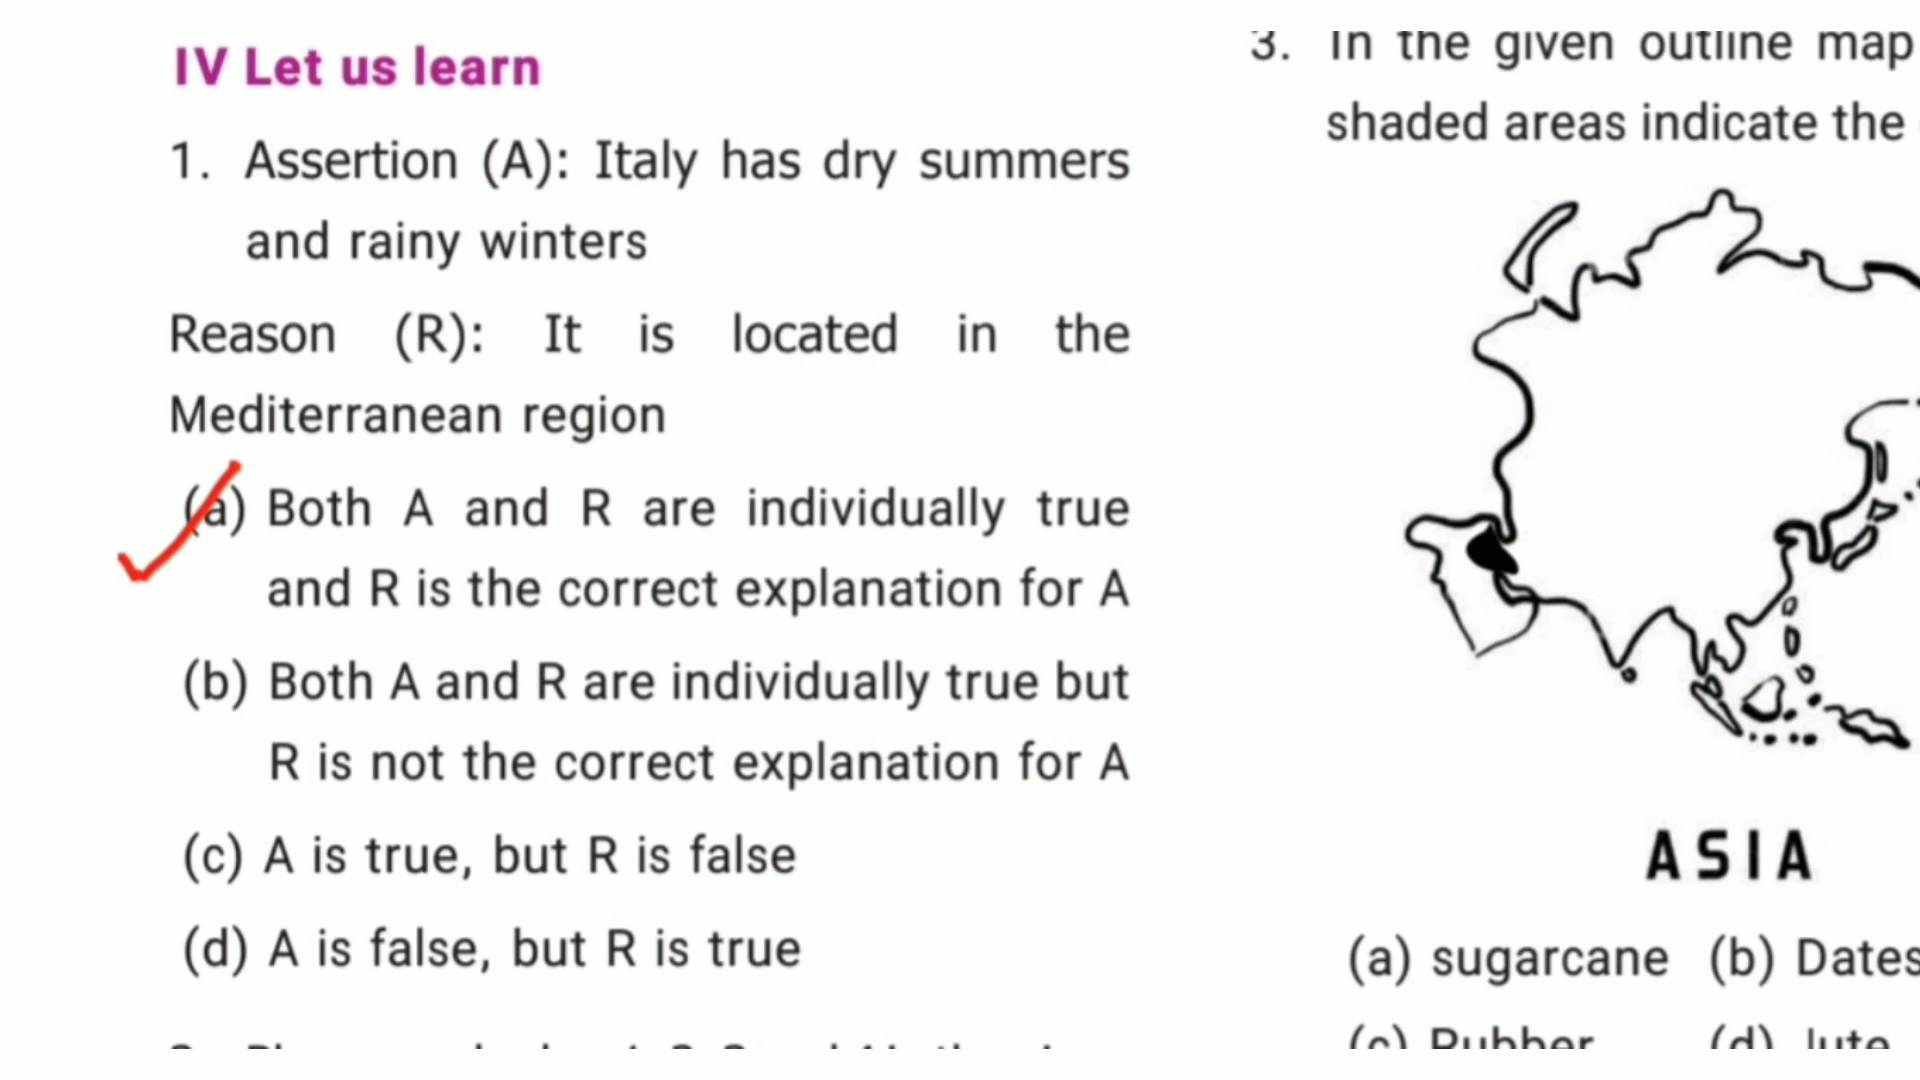 IV Let us learn
1. Assertion (A): Italy has dry summers
and rainy winters
Reason (R): It is located in the
Mediterranean region
(a) Both A and R are individually true
and R is the correct explanation for A
(b) Both A and R are individually true but
R is not the correct explanation for A
(c) A is true, but R is false
(d) A is false, but R is true
3. In the given outline map
shaded areas indicate the
ASIA
(a) sugarcane (b) Dates
(c) Rubber (d) Jute